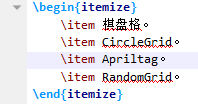 \begin{itemize}
\item 棋盘格。
\item CircleGrid。
\item Apriltag。
\item RandomGrid。
\end{itemize}